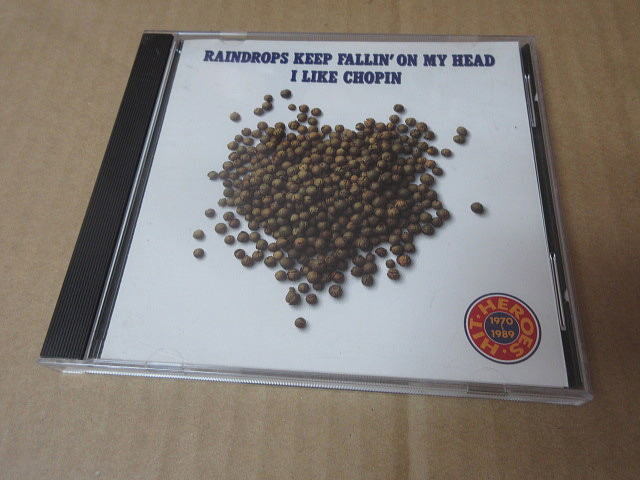 RAINDROPS KEEP FALLIN' ON MY HEAD
I LIKE CHOPIN
HIT·HEROES·
1970
1989